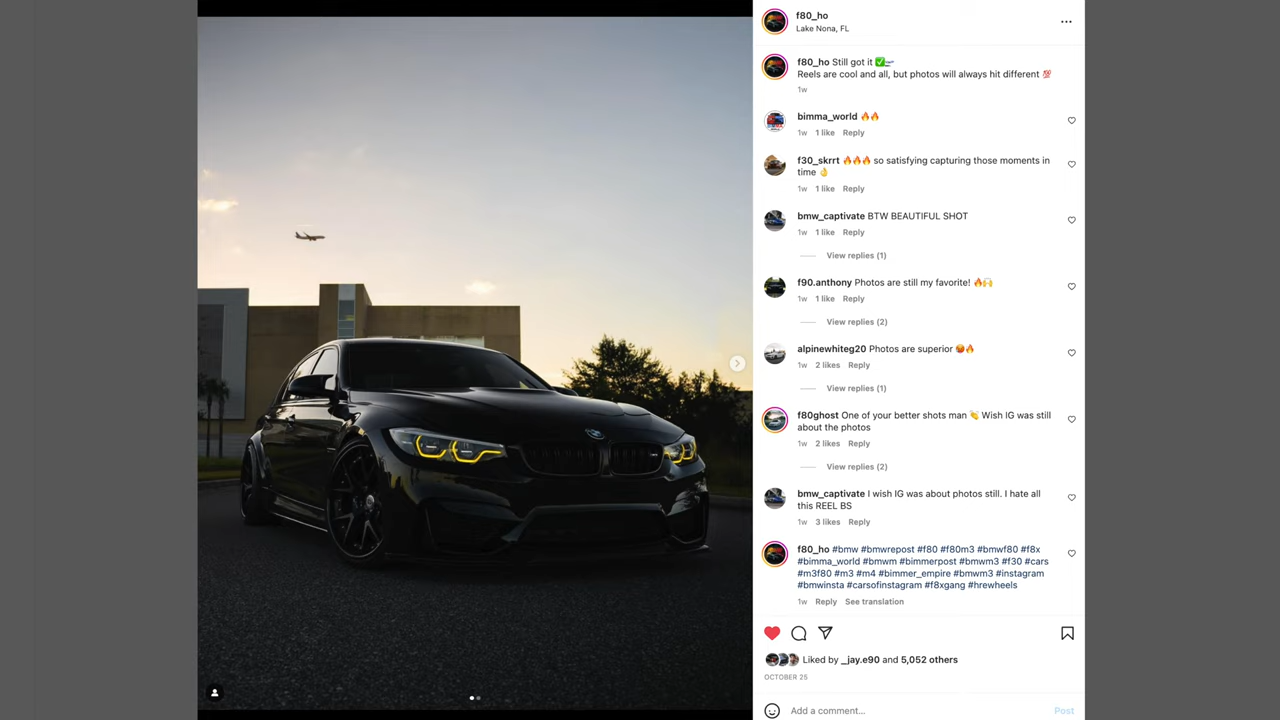 f80_ho
Lake Nona, FL
f80_ho Still got it ✅🚗💨
Reels are cool and all, but photos will always hit different 💯
1w
bimma_world 🔥🔥
1w 1 like Reply
f30_skrrt 🔥🔥🔥 so satisfying capturing those moments in
time 👌
1w 1 like Reply
bmw_captivate BTW BEAUTIFUL SHOT
1w 1 like Reply
View replies (1)
f90.anthony Photos are still my favorite! 🔥🙌
1w 1 like Reply
View replies (2)
alpinewhiteg20 Photos are superior 🥵🔥
1w 2 likes Reply
View replies (1)
f80ghost One of your better shots man 👏 Wish IG was still
about the photos
1w 2 likes Reply
View replies (2)
bmw_captivate I wish IG was about photos still. I hate all
this REEL BS
1w 3 likes Reply
f80_ho #bmw #bmwrepost #f80 #f80m3 #bmwf80 #f8x
#bimma_world #bmwm #bimmerpost #bmwm3 #f30 #cars
#m3f80 #m3 #m4 #bimmer_empire #bmwm3 #instagram
#bmwinsta #carsofinstagram #f8xgang #hrewheels
1w Reply See translation
Liked by _jay.e90 and 5,052 others
OCTOBER 25
Add a comment... Post